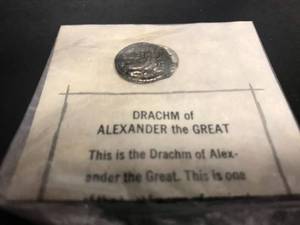 DRACHM of
ALEXANDER the GREAT
This is the Drachm of Alex-
ander the Great. This is one